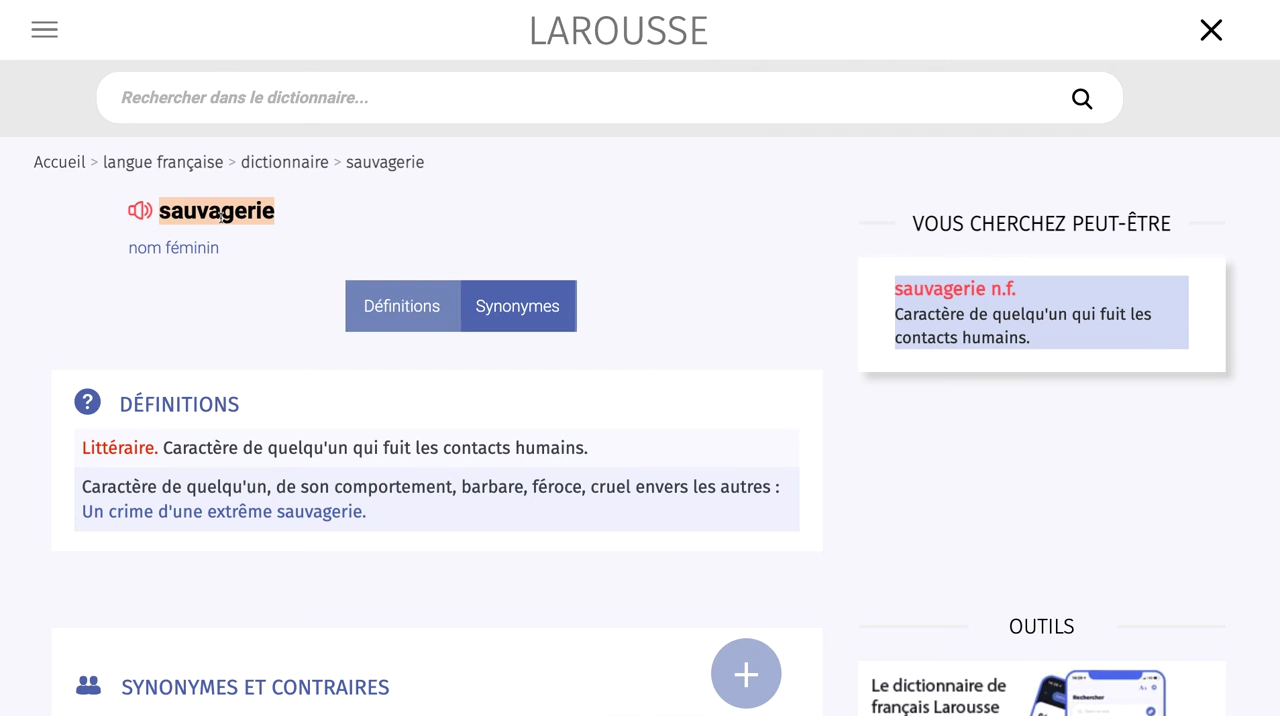 LAROUSSE
Rechercher dans le dictionnaire...
Accueil > langue française > dictionnaire > sauvagerie
sauvagerie
nom féminin
Définitions
Synonymes
? DÉFINITIONS
Littéraire. Caractère de quelqu'un qui fuit les contacts humains.
Caractère de quelqu'un, de son comportement, barbare, féroce, cruel envers les autres :
Un crime d'une extrême sauvagerie.
SYNONYMES ET CONTRAIRES
+
VOUS CHERCHEZ PEUT-ÊTRE
sauvagerie n.f.
Caractère de quelqu'un qui fuit les
contacts humains.
OUTILS
Le dictionnaire de
français Larousse
Rechercher